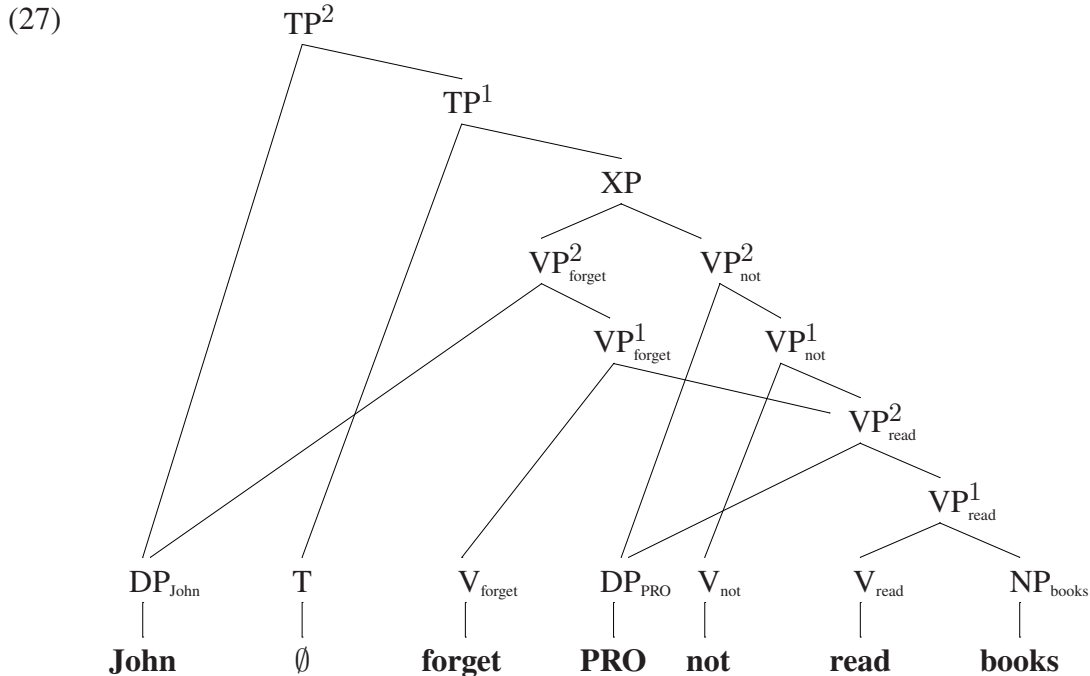 (27) TP²
TP¹
XP
VP²forget VP²not
VP¹forget VP¹not
VP²read
VP¹read
DPJohn T Vforget DPPRO Vnot Vread NPbooks
John ∅ forget PRO not read books